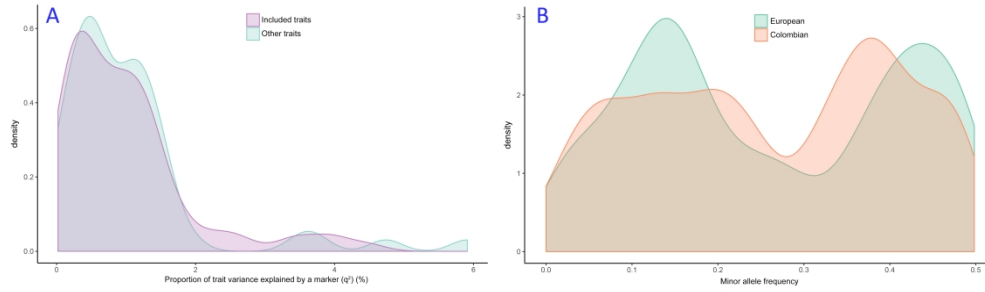 A
Included traits
Other traits
0.6
0.4
0.2
0.0
density
0
2
4
6
Proportion of trait variance explained by a marker (q²) (%)
B
European
Colombian
3
2
1
0
density
0.0
0.1
0.2
0.3
0.4
0.5
Minor allele frequency